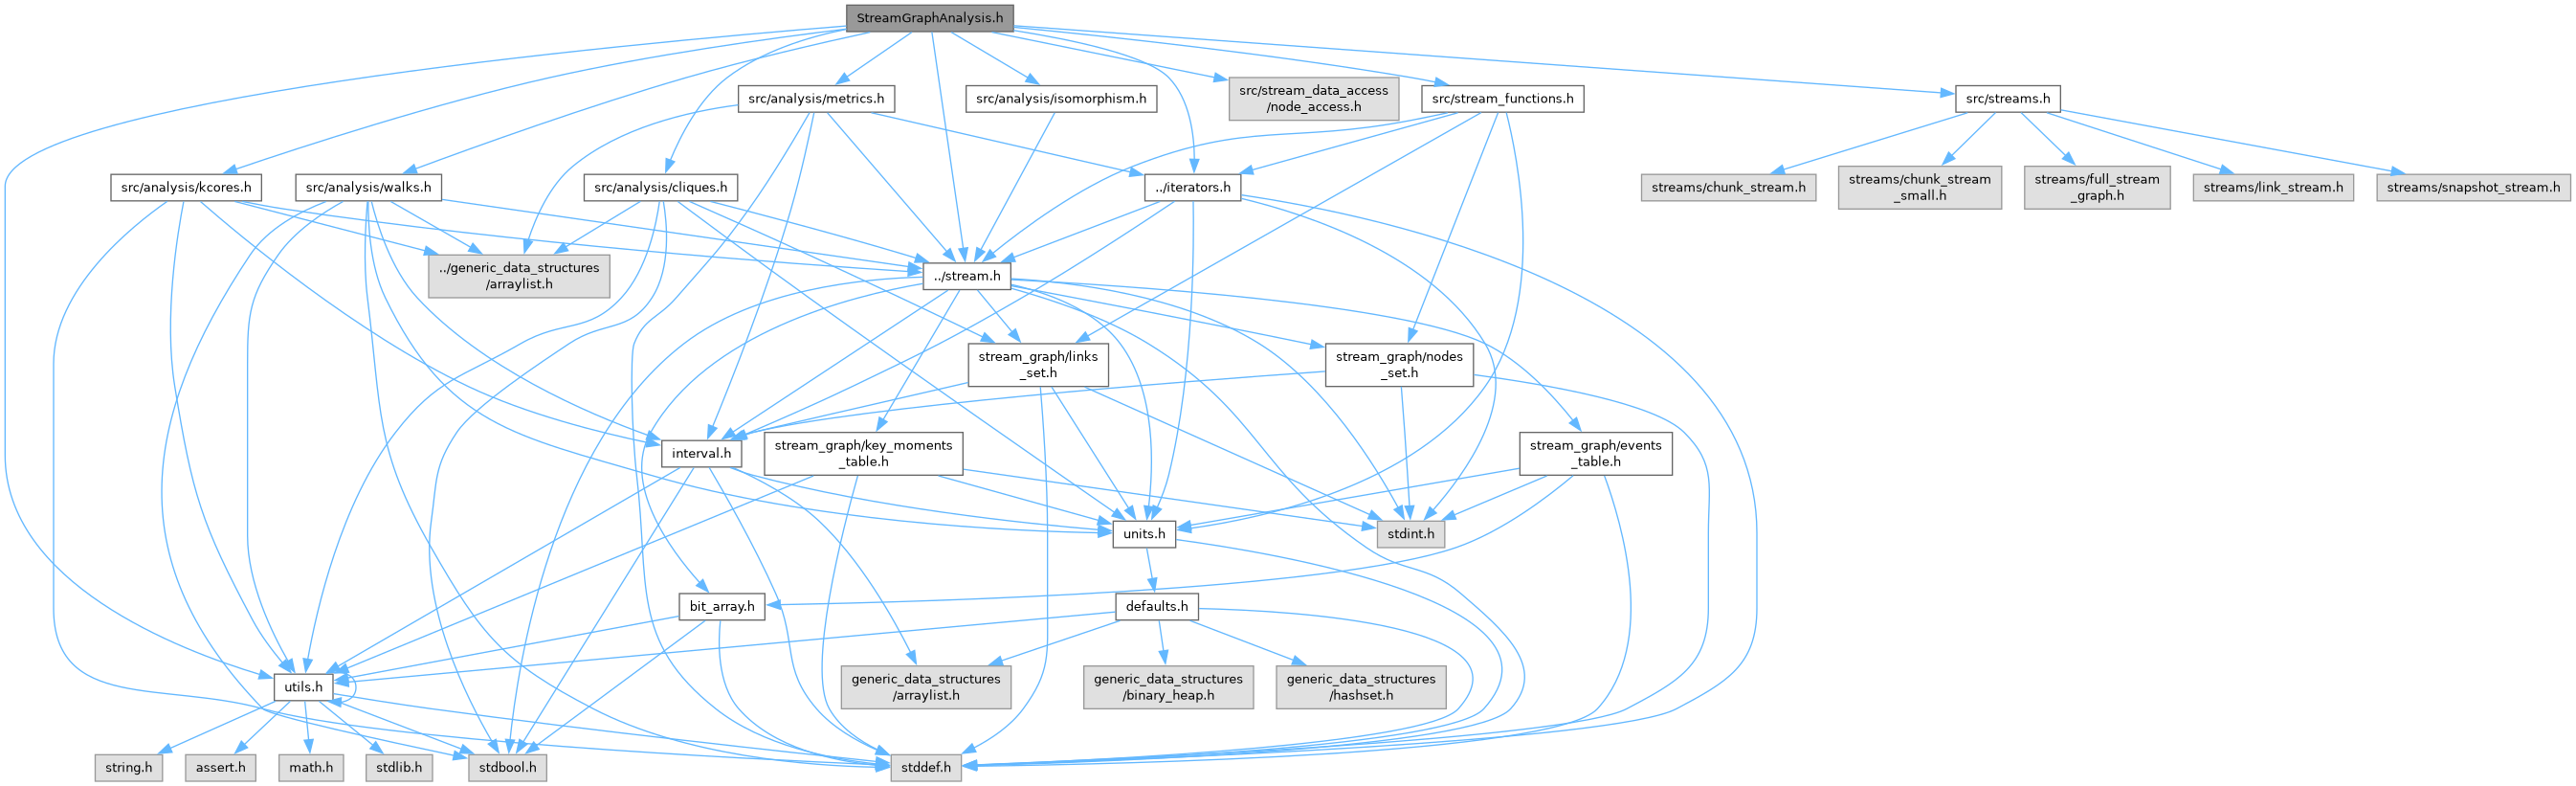 StreamGraphAnalysis.h
src/analysis/metrics.h
src/analysis/isomorphism.h
src/stream_data_access
/node_access.h
src/stream_functions.h
src/streams.h
src/analysis/kcores.h
src/analysis/walks.h
src/analysis/cliques.h
../iterators.h
streams/chunk_stream.h
streams/chunk_stream
_small.h
streams/full_stream
_graph.h
streams/link_stream.h
streams/snapshot_stream.h
../generic_data_structures
/arraylist.h
../stream.h
stream_graph/links
_set.h
stream_graph/nodes
_set.h
interval.h
stream_graph/key_moments
_table.h
stream_graph/events
_table.h
units.h
stdint.h
bit_array.h
defaults.h
utils.h
generic_data_structures
/arraylist.h
generic_data_structures
/binary_heap.h
generic_data_structures
/hashset.h
string.h
assert.h
math.h
stdlib.h
stdbool.h
stddef.h